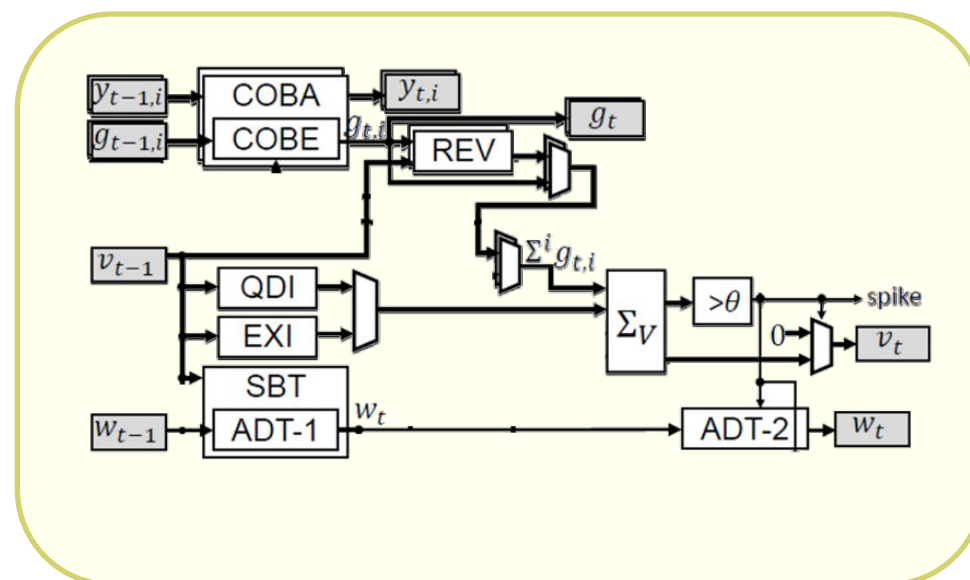 y_{t-1,i}
COBA
y_{t,i}
g_{t-1,i}
COBE
g_{t,i}
REV
g_t
v_{t-1}
QDI
EXI
Σ^i g_{t,i}
Σ_V
>θ
spike
0
v_t
SBT
w_{t-1}
ADT-1
w_t
ADT-2
w_t